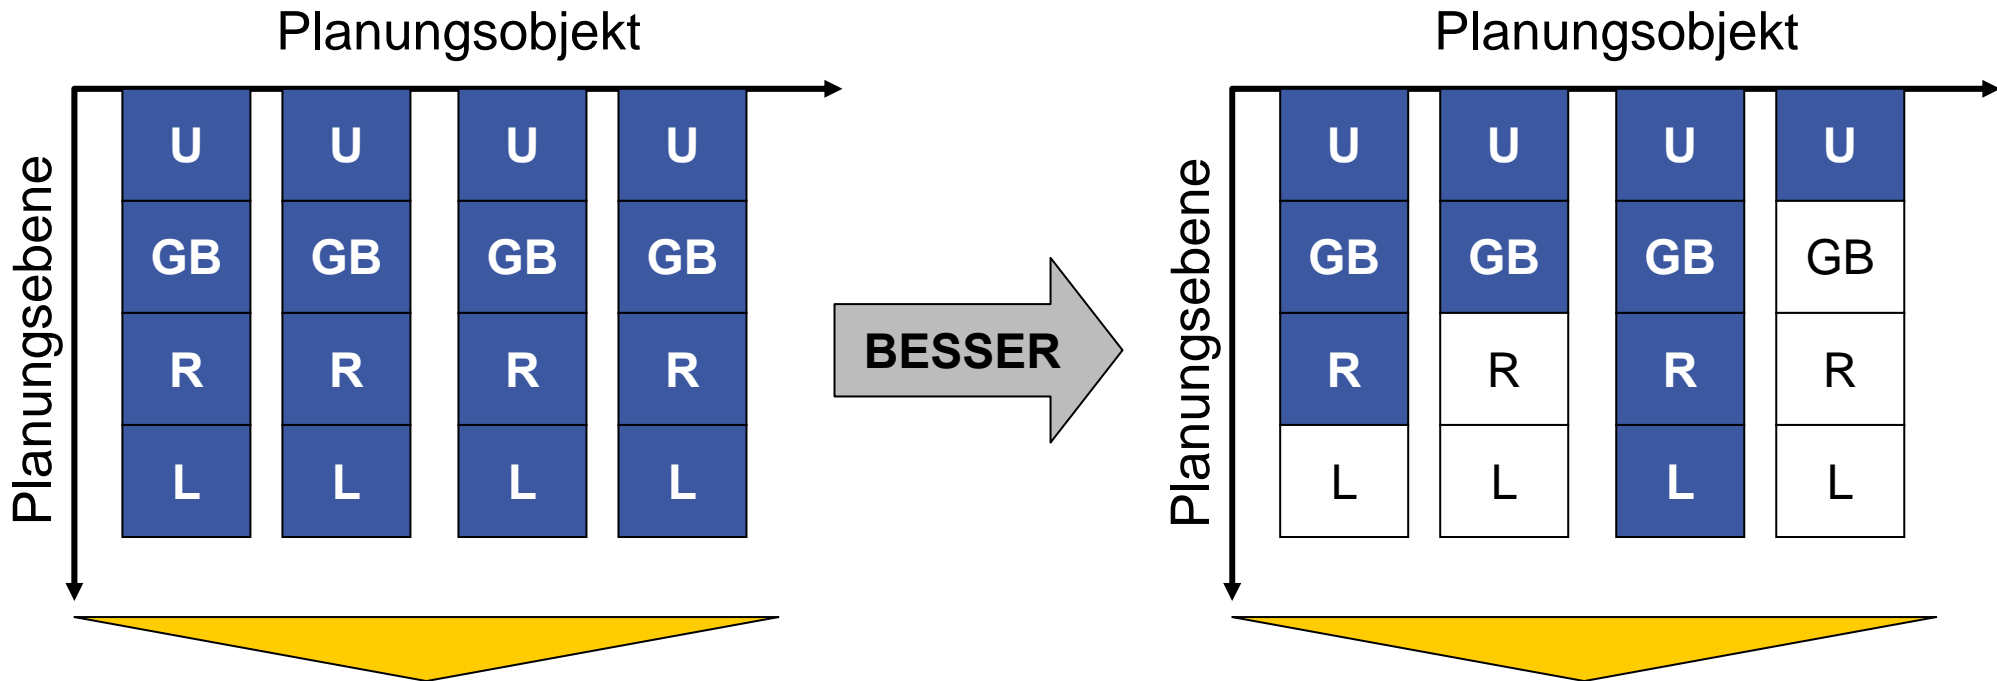 Planungsobjekt
Planungsebene
U U U U
GB GB GB GB
R R R R
L L L L
BESSER
Planungsobjekt
Planungsebene
U U U U
GB GB GB GB
R R R R
L L L L